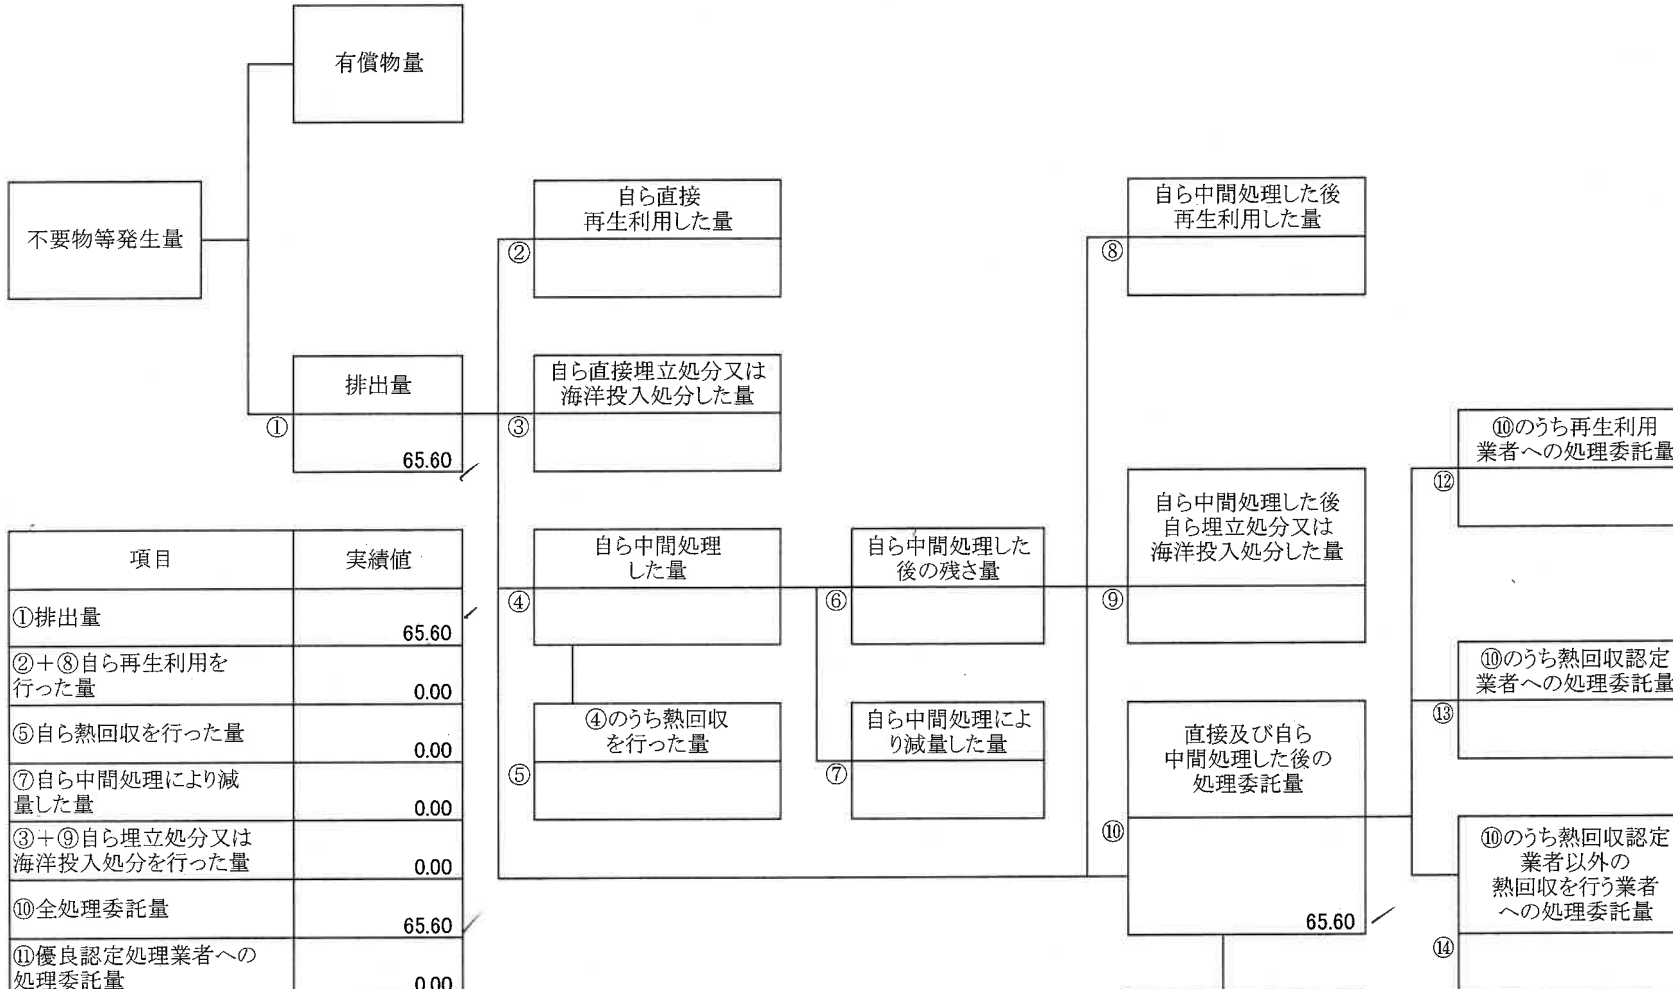 有償物量
不要物等発生量
自ら直接
再生利用した量
②
自ら中間処理した後
再生利用した量
⑧
排出量
①
65.60
自ら直接埋立処分又は
海洋投入処分した量
③
⑩のうち再生利用
業者への処理委託量
⑫
自ら中間処理した後
自ら埋立処分又は
海洋投入処分した量
⑨
自ら中間処理
した量
④
自ら中間処理した
後の残さ量
⑥
⑩のうち熱回収認定
業者への処理委託量
⑬
④のうち熱回収
を行った量
⑤
自ら中間処理によ
り減量した量
⑦
直接及び自ら
中間処理した後の
処理委託量
⑩
65.60
⑩のうち熱回収認定
業者以外の
熱回収を行う業者
への処理委託量
⑭
項目 実績値
①排出量 65.60
②+⑧自ら再生利用を
行った量 0.00
⑤自ら熱回収を行った量 0.00
⑦自ら中間処理により減
量した量 0.00
③+⑨自ら埋立処分又は
海洋投入処分を行った量 0.00
⑩全処理委託量 65.60
⑪優良認定処理業者への
処理委託量 0.00